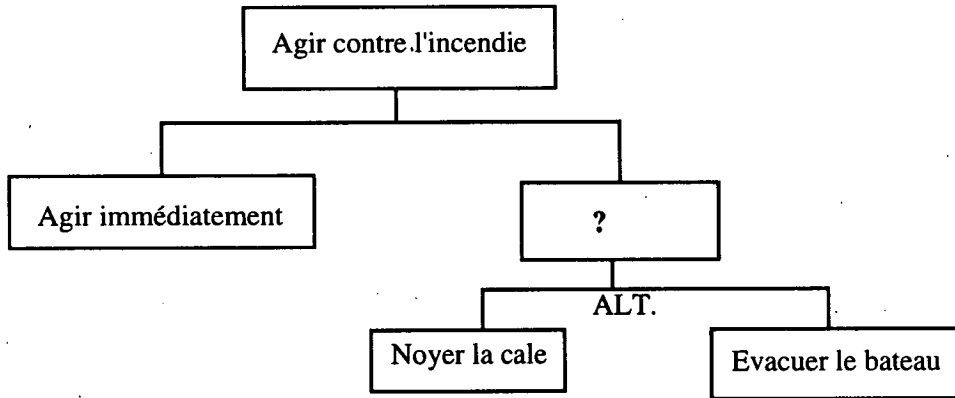 Agir contre l'incendie
Agir immédiatement
?
ALT.
Noyer la cale
Evacuer le bateau